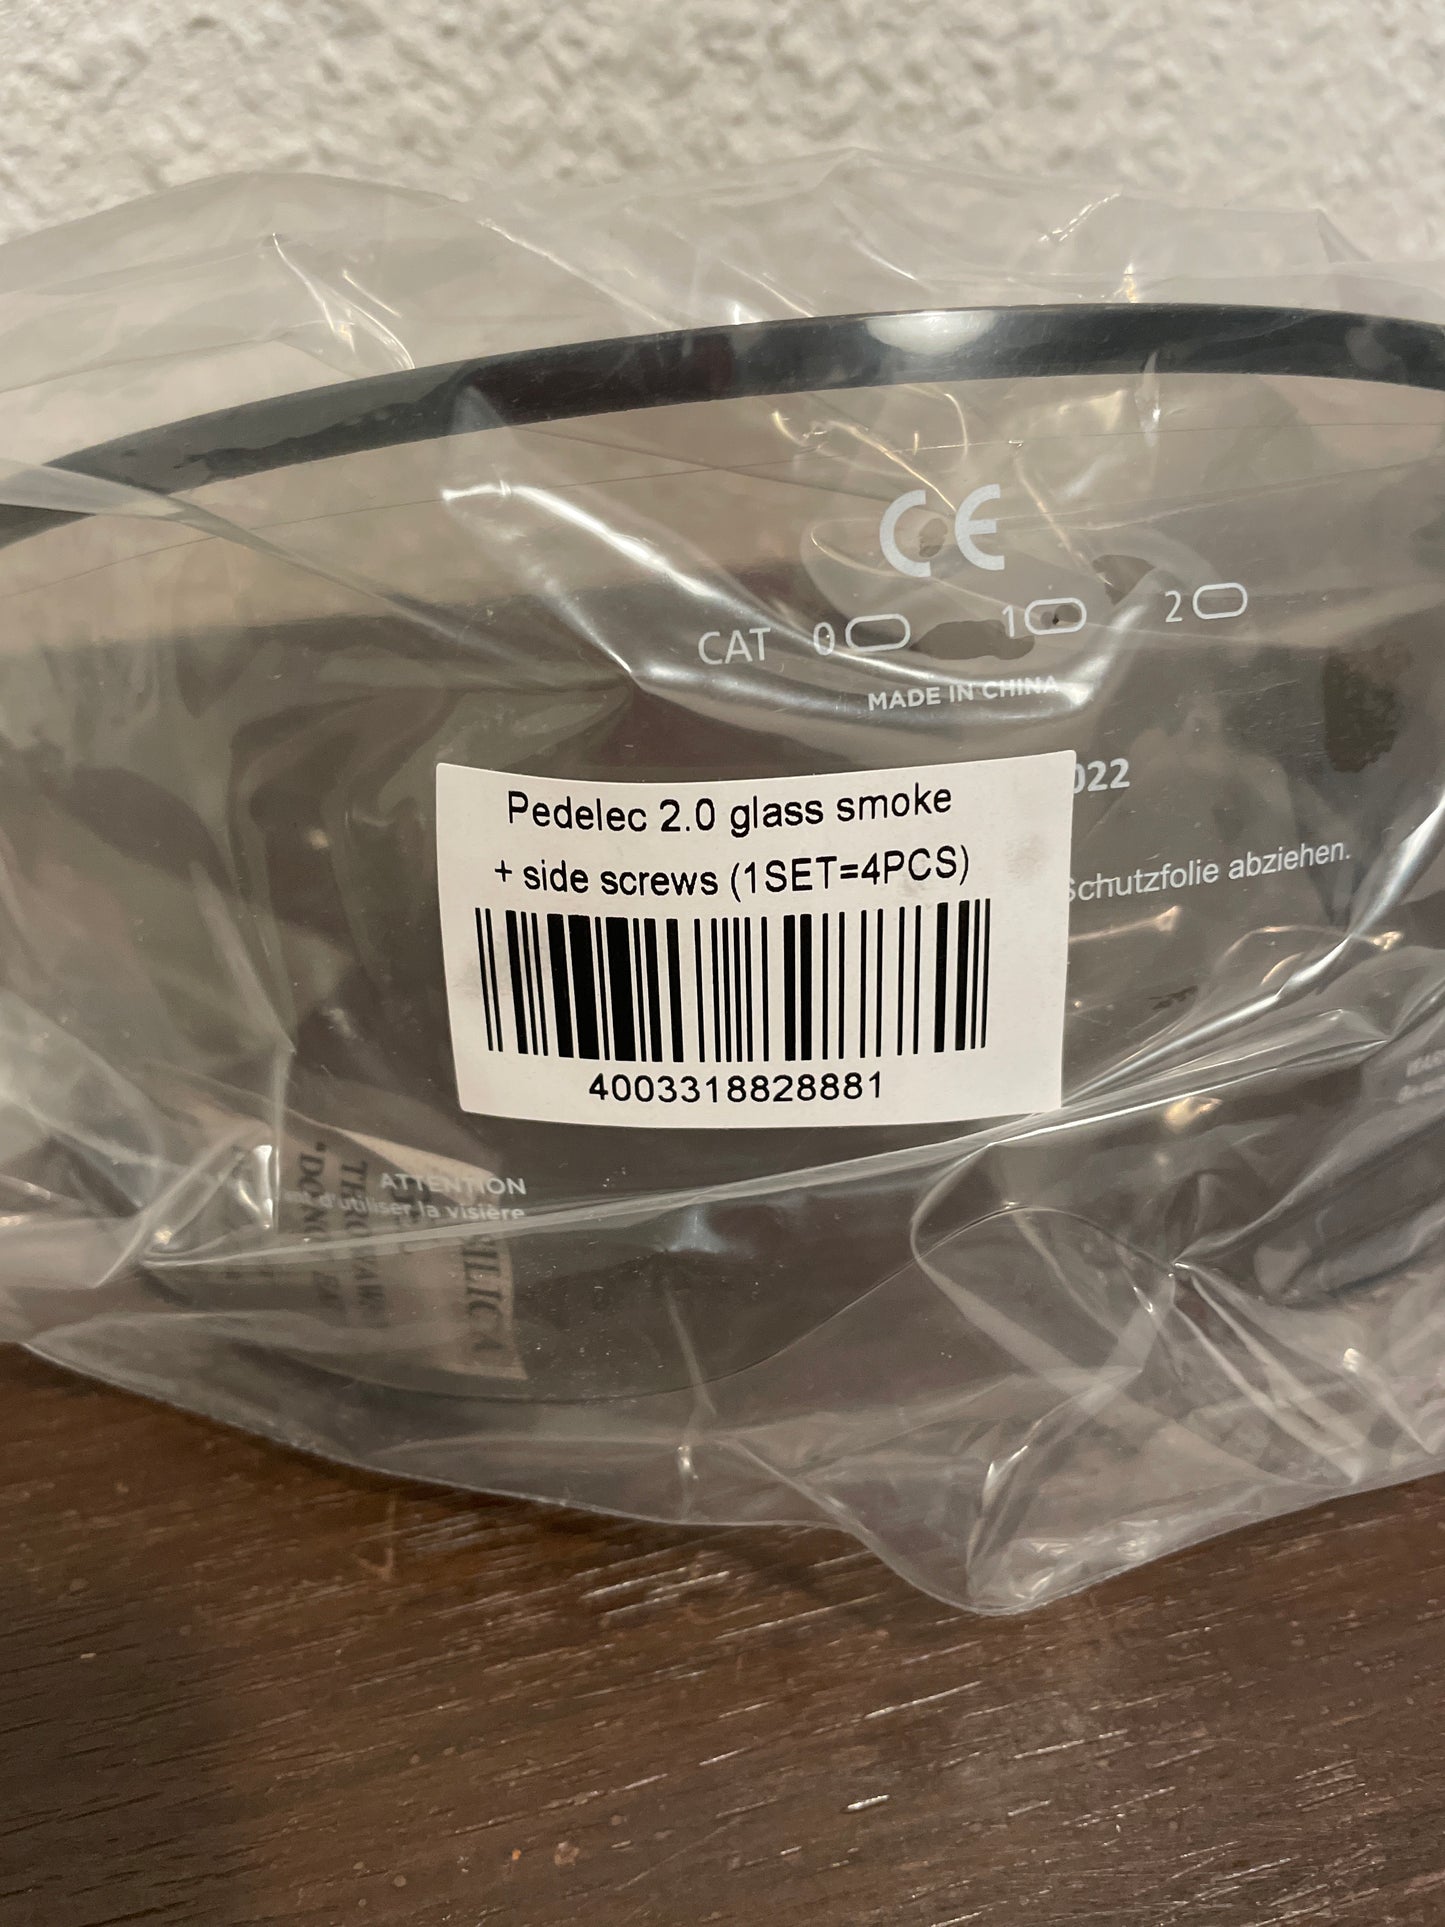 CE
CAT 0 1 2
MADE IN CHINA
022
Pedelec 2.0 glass smoke
+ side screws (1SET=4PCS)
Schutzfolie abziehen.
4003318828881
ATTENTION
d'utiliser la visière